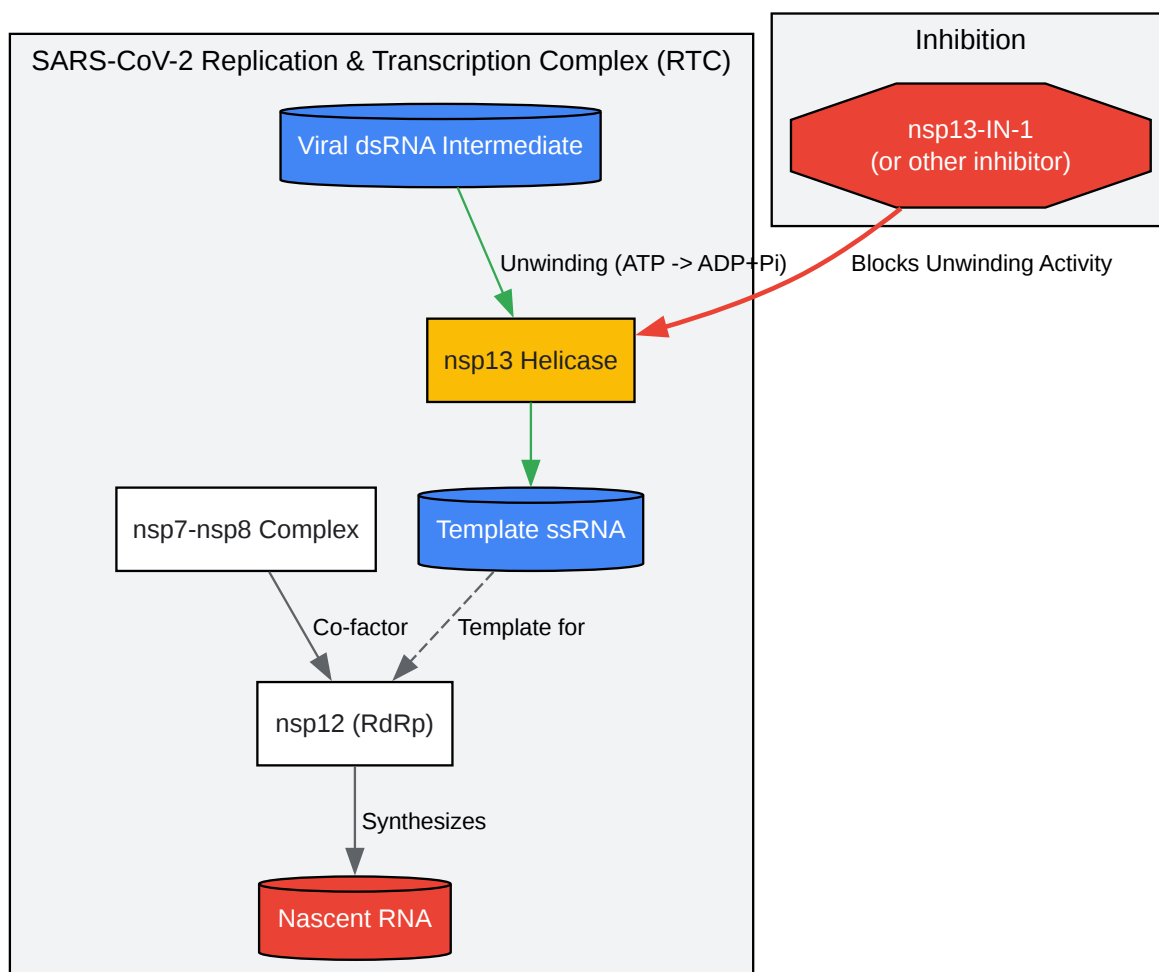 SARS-CoV-2 Replication & Transcription Complex (RTC)
Inhibition
Viral dsRNA Intermediate
nsp13-IN-1
(or other inhibitor)
Unwinding (ATP -> ADP+Pi)
Blocks Unwinding Activity
nsp13 Helicase
nsp7-nsp8 Complex
Template ssRNA
Co-factor
Template for
nsp12 (RdRp)
Synthesizes
Nascent RNA